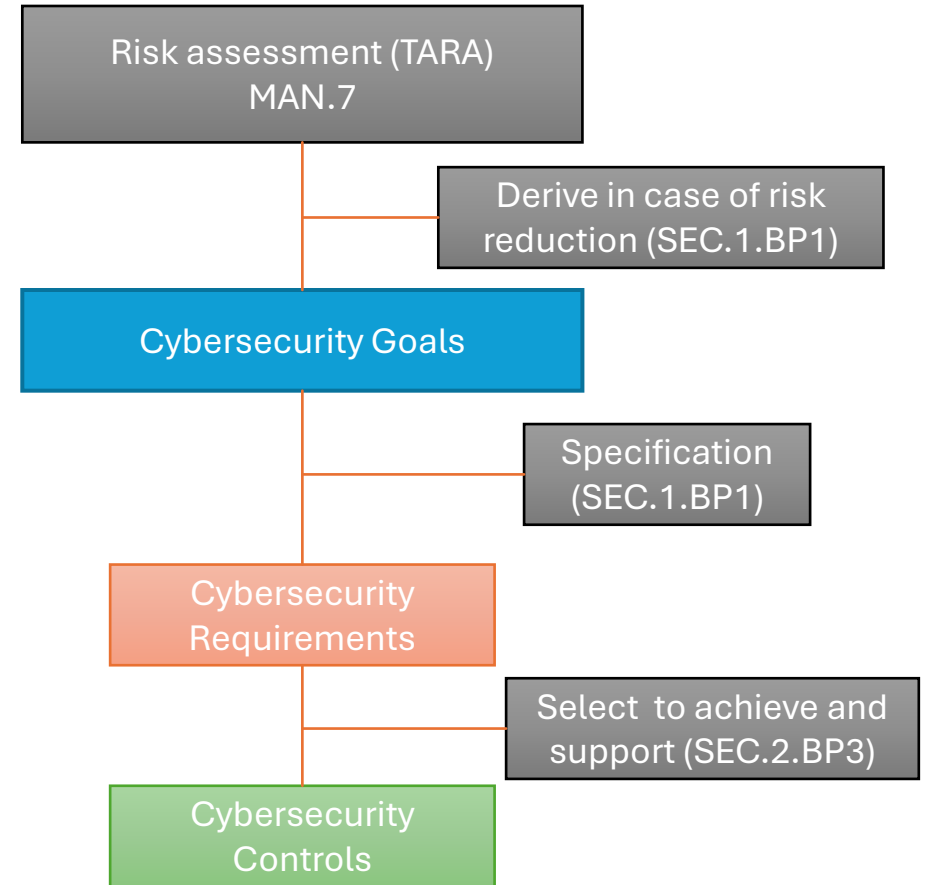 Risk assessment (TARA)
MAN.7
Derive in case of risk
reduction (SEC.1.BP1)
Cybersecurity Goals
Specification
(SEC.1.BP1)
Cybersecurity
Requirements
Select  to achieve and
support (SEC.2.BP3)
Cybersecurity
Controls